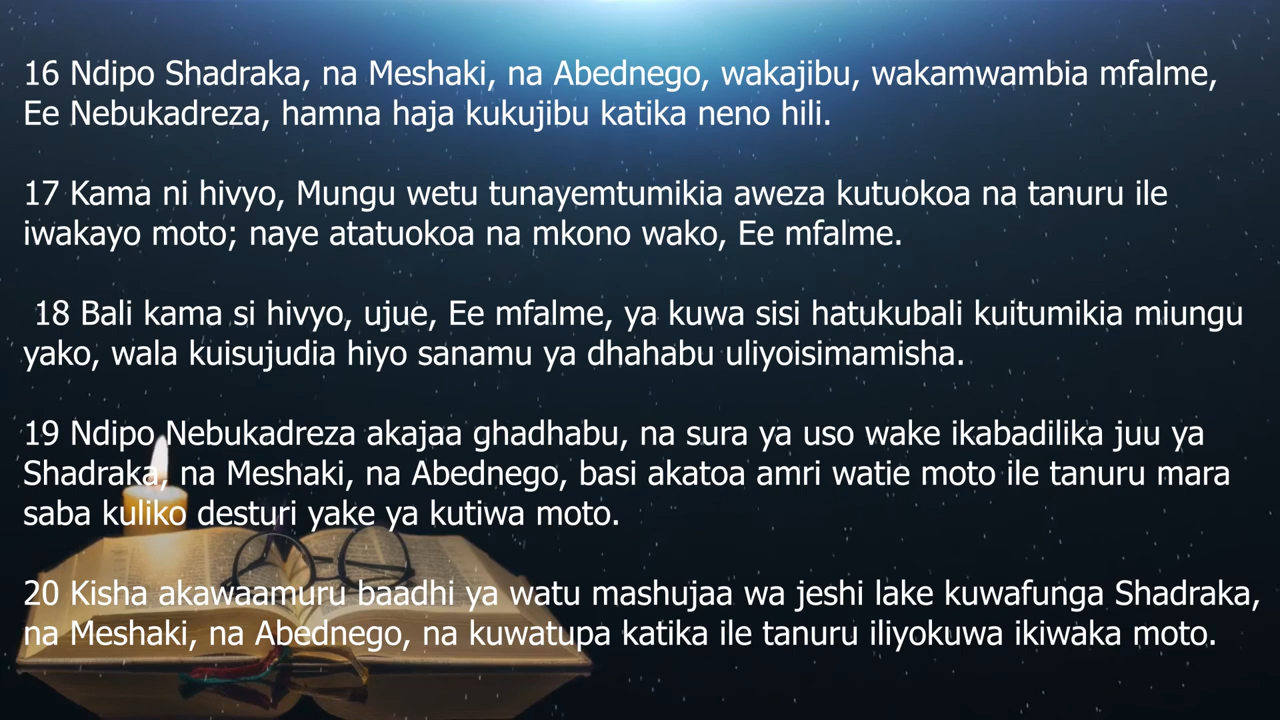 16 Ndipo Shadraka, na Meshaki, na Abednego, wakajibu, wakamwambia mfalme,
Ee Nebukadreza, hamna haja kukujibu katika neno hili.
17 Kama ni hivyo, Mungu wetu tunayemtumikia aweza kutuokoa na tanuru ile
iwakayo moto; naye atatuokoa na mkono wako, Ee mfalme.
18 Bali kama si hivyo, ujue, Ee mfalme, ya kuwa sisi hatukubali kuitumikia miungu
yako, wala kuisujudia hiyo sanamu ya dhahabu uliyoisimamisha.
19 Ndipo Nebukadreza akajaa ghadhabu, na sura ya uso wake ikabadilika juu ya
Shadraka, na Meshaki, na Abednego, basi akatoa amri watie moto ile tanuru mara
saba kuliko desturi yake ya kutiwa moto.
20 Kisha akawaamuru baadhi ya watu mashujaa wa jeshi lake kuwafunga Shadraka,
na Meshaki, na Abednego, na kuwatupa katika ile tanuru iliyokuwa ikiwaka moto.